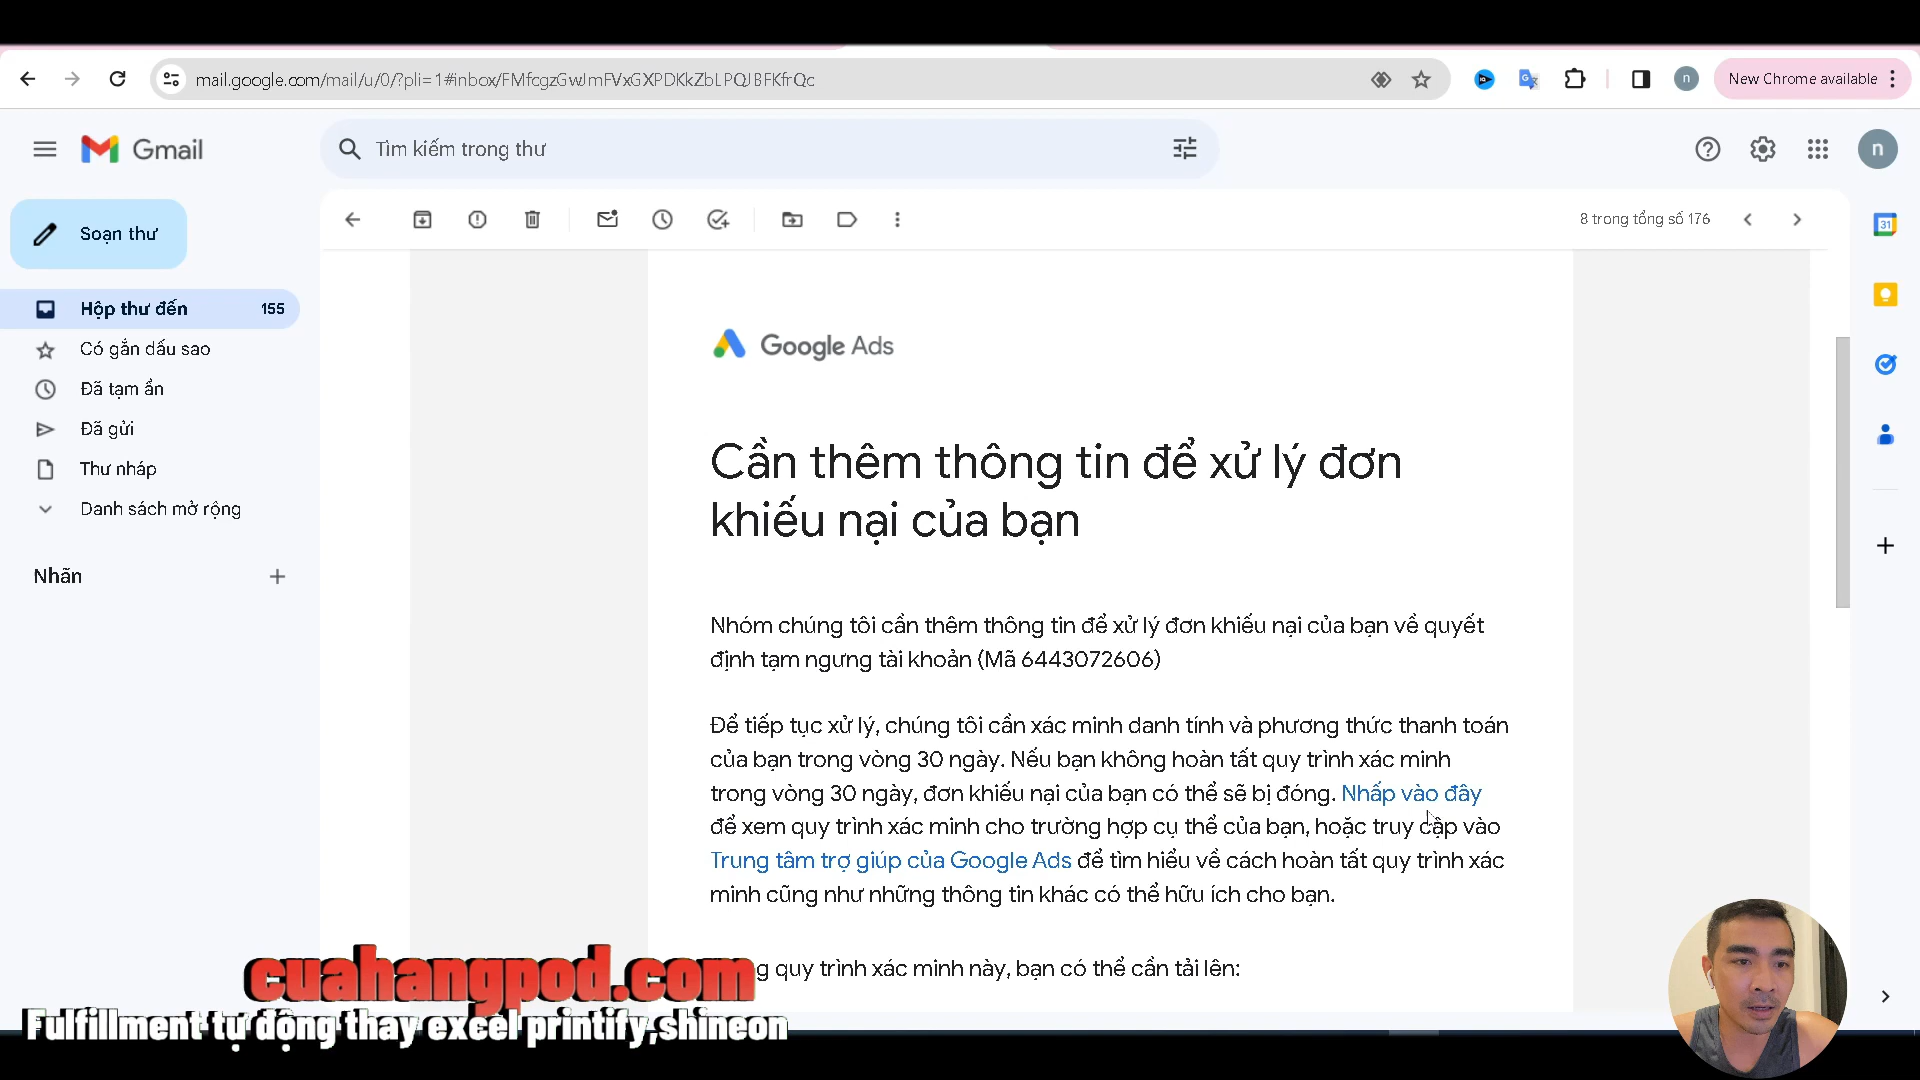 mail.google.com/mail/u/0/?pli=1#inbox/FMfcgzGwJmFVxGXPDKkZbLPQJBFKfrQc
n
New Chrome available
Gmail
Tìm kiếm trong thư
n
Soạn thư
8 trong tổng số 176
31
Hộp thư đến 155
Có gắn dấu sao
Đã tạm ẩn
Đã gửi
Thư nháp
Danh sách mở rộng
Nhãn
Google Ads
Cần thêm thông tin để xử lý đơn
khiếu nại của bạn
Nhóm chúng tôi cần thêm thông tin để xử lý đơn khiếu nại của bạn về quyết
định tạm ngưng tài khoản (Mã 6443072606)
Để tiếp tục xử lý, chúng tôi cần xác minh danh tính và phương thức thanh toán
của bạn trong vòng 30 ngày. Nếu bạn không hoàn tất quy trình xác minh
trong vòng 30 ngày, đơn khiếu nại của bạn có thể sẽ bị đóng. Nhấp vào đây
để xem quy trình xác minh cho trường hợp cụ thể của bạn, hoặc truy cập vào
Trung tâm trợ giúp của Google Ads để tìm hiểu về cách hoàn tất quy trình xác
minh cũng như những thông tin khác có thể hữu ích cho bạn.
quy trình xác minh này, bạn có thể cần tải lên:
cuahangpod.com
Fulfillment tự động thay excel printify,shineon